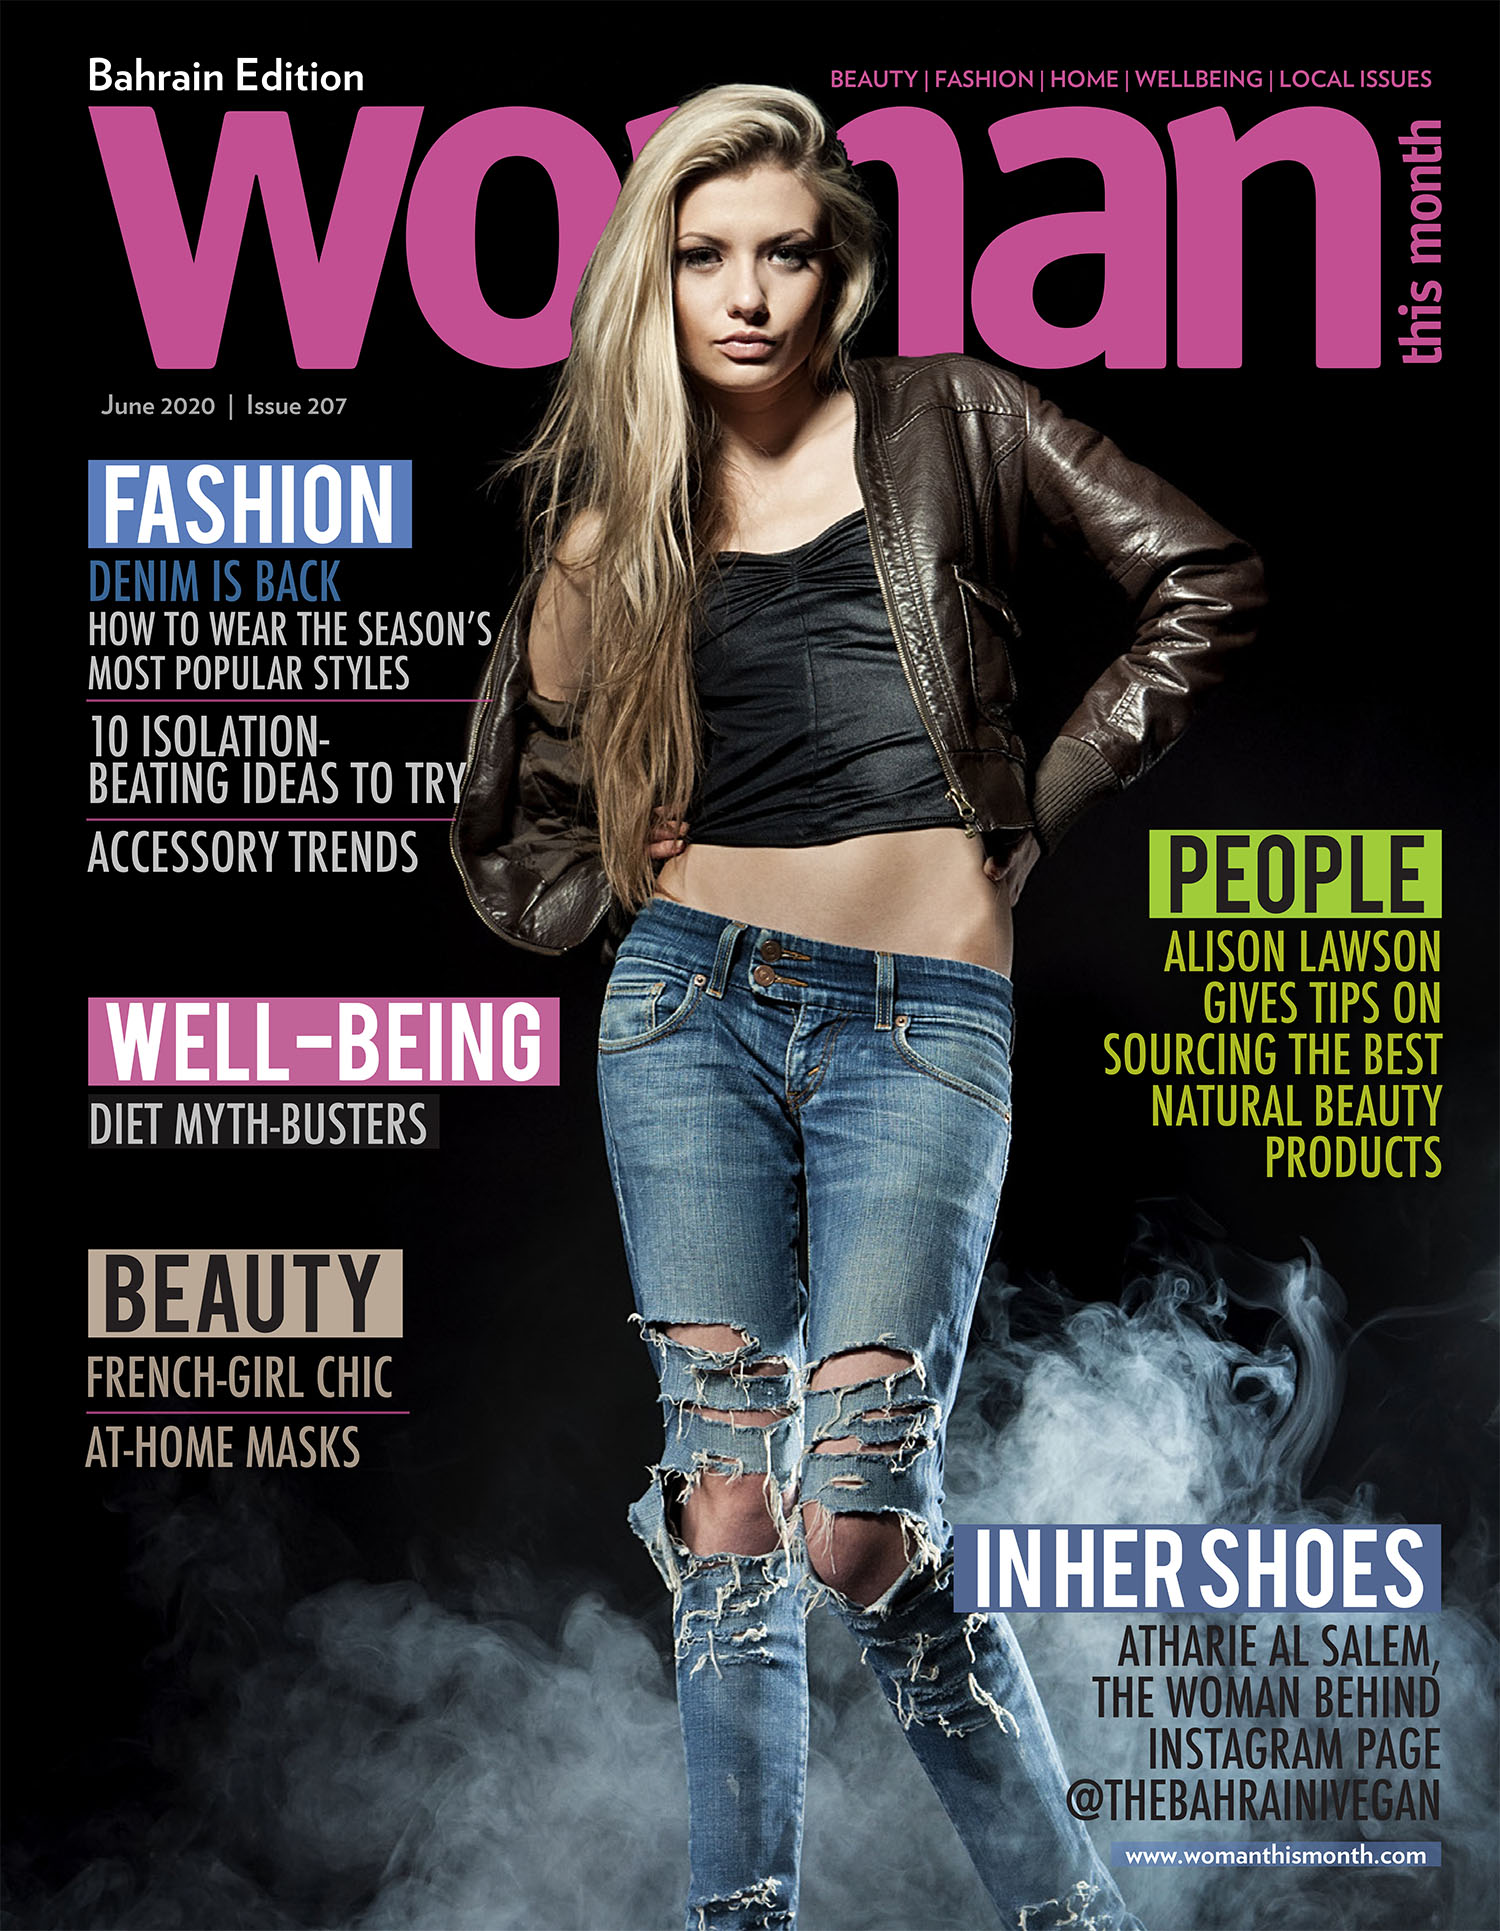 Bahrain Edition
BEAUTY | FASHION | HOME | WELLBEING | LOCAL ISSUES
woman
this month
June 2020 | Issue 207
FASHION
DENIM IS BACK
HOW TO WEAR THE SEASON'S
MOST POPULAR STYLES
10 ISOLATION-
BEATING IDEAS TO TRY
ACCESSORY TRENDS
WELL-BEING
DIET MYTH-BUSTERS
BEAUTY
FRENCH-GIRL CHIC
AT-HOME MASKS
PEOPLE
ALISON LAWSON
GIVES TIPS ON
SOURCING THE BEST
NATURAL BEAUTY
PRODUCTS
IN HER SHOES
ATHARIE AL SALEM,
THE WOMAN BEHIND
INSTAGRAM PAGE
@THEBAHRAINIVEGAN
www.womanthismonth.com